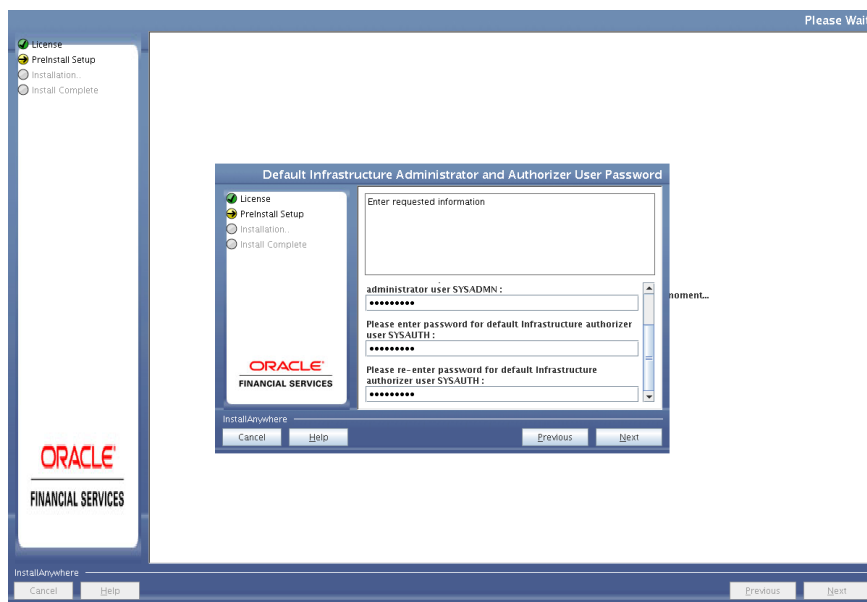 Please Wait
License
PreInstall Setup
Installation..
Install Complete
Default Infrastructure Administrator and Authorizer User Password
License
PreInstall Setup
Installation..
Install Complete
Enter requested information
administrator user SYSADMN :
•••••••••
Please enter password for default Infrastructure authorizer
user SYSAUTH :
•••••••••
Please re-enter password for default Infrastructure
authorizer user SYSAUTH :
•••••••••
moment...
ORACLE
FINANCIAL SERVICES
InstallAnywhere
Cancel Help Previous Next
ORACLE
FINANCIAL SERVICES
InstallAnywhere
Cancel Help Previous Next